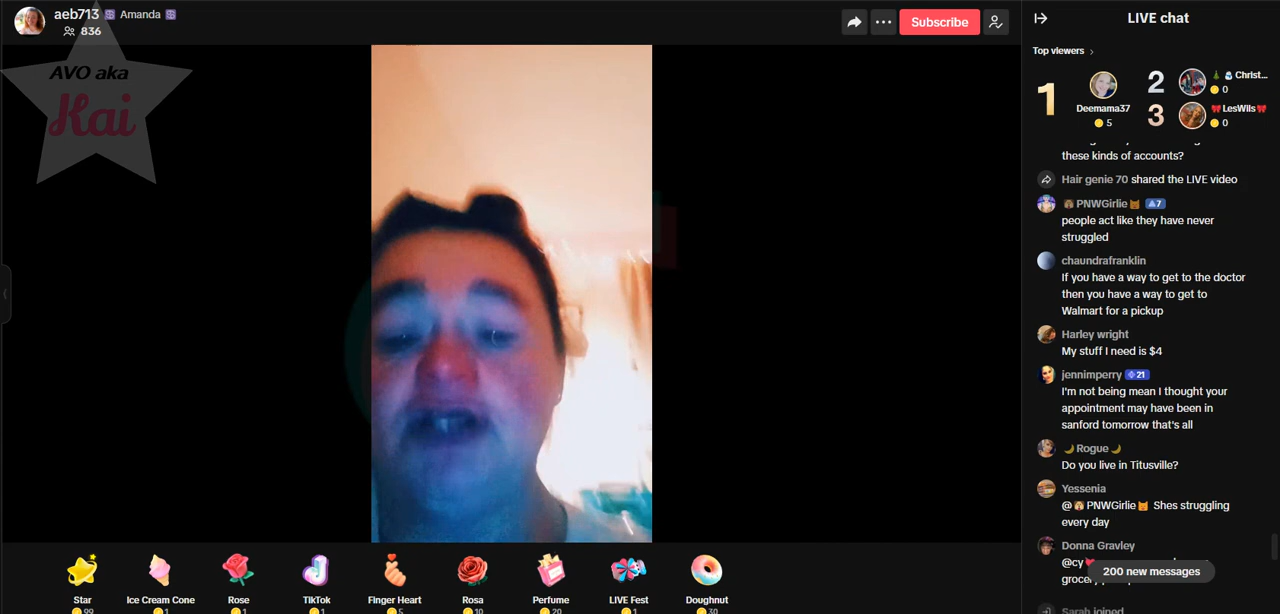 aeb713 Amanda
836
Subscribe
AVO aka
Kai
LIVE chat
Top viewers
1
Deemama37
5
2
Christ...
0
3
LesWils
0
these kinds of accounts?
Hair genie 70 shared the LIVE video
PNWGirlie 7
people act like they have never
struggled
chaundrafranklin
If you have a way to get to the doctor
then you have a way to get to
Walmart for a pickup
Harley wright
My stuff I need is $4
jennimperry 21
I'm not being mean I thought your
appointment may have been in
sanford tomorrow that's all
Rogue
Do you live in Titusville?
Yessenia
@PNWGirlie Shes struggling
every day
Donna Gravley
@cy
200 new messages
Sarah joined
Star
99
Ice Cream Cone
1
Rose
1
TikTok
1
Finger Heart
5
Rosa
10
Perfume
20
LIVE Fest
1
Doughnut
30